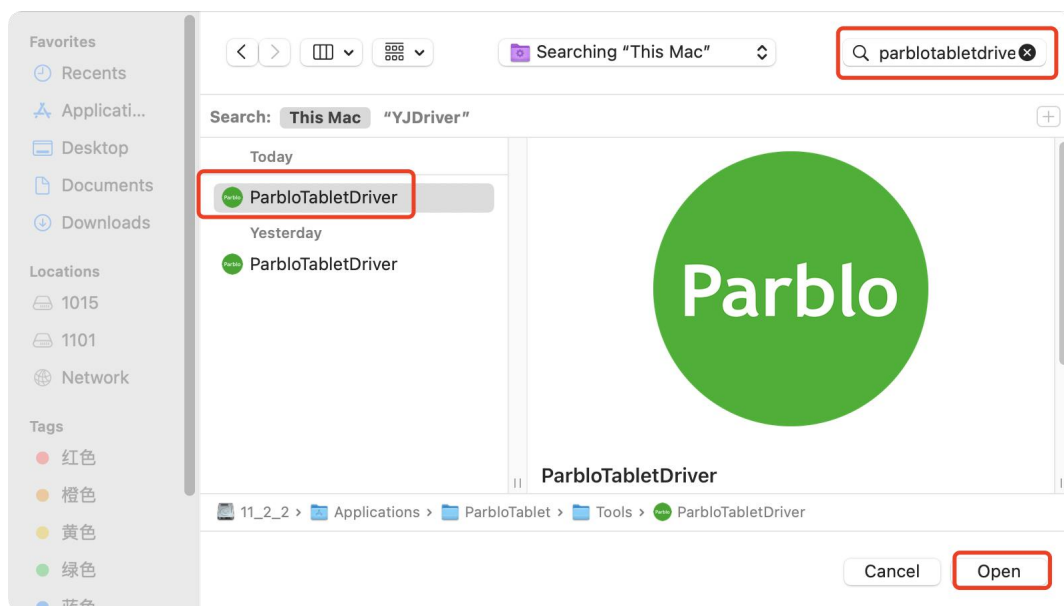 Favorites
Recents
Applicati...
Desktop
Documents
Downloads
Locations
1015
1101
Network
Tags
红色
橙色
黄色
绿色
蓝色
Searching “This Mac”
parblotabletdrive
Search: This Mac “YJDriver”
Today
ParbloTabletDriver
Yesterday
ParbloTabletDriver
Parblo
ParbloTabletDriver
11_2_2 › Applications › ParbloTablet › Tools › ParbloTabletDriver
Cancel Open